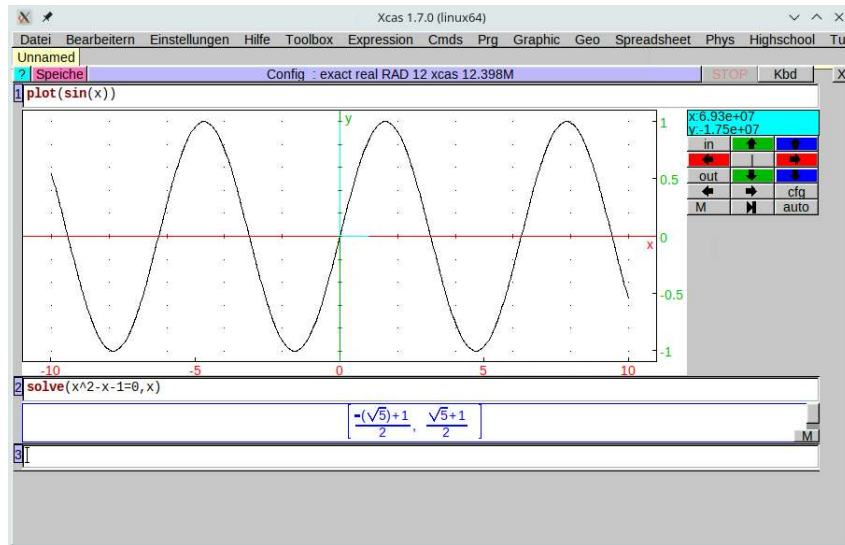 Xcas 1.7.0 (linux64)
Datei Bearbeitern Einstellungen Hilfe Toolbox Expression Cmds Prg Graphic Geo Spreadsheet Phys Highschool Tu
Unnamed
? Speiche Config : exact real RAD 12 xcas 12.398M STOP Kbd X
1 plot(sin(x))
y
1
0.5
0
x
-0.5
-1
-10 -5 0 5 10
x:6.93e+07
y:-1.75e+07
in
out
cfg
M auto
2 solve(x^2-x-1=0,x)
[ (-(√5)+1)/2 , (√5+1)/2 ]
M
3